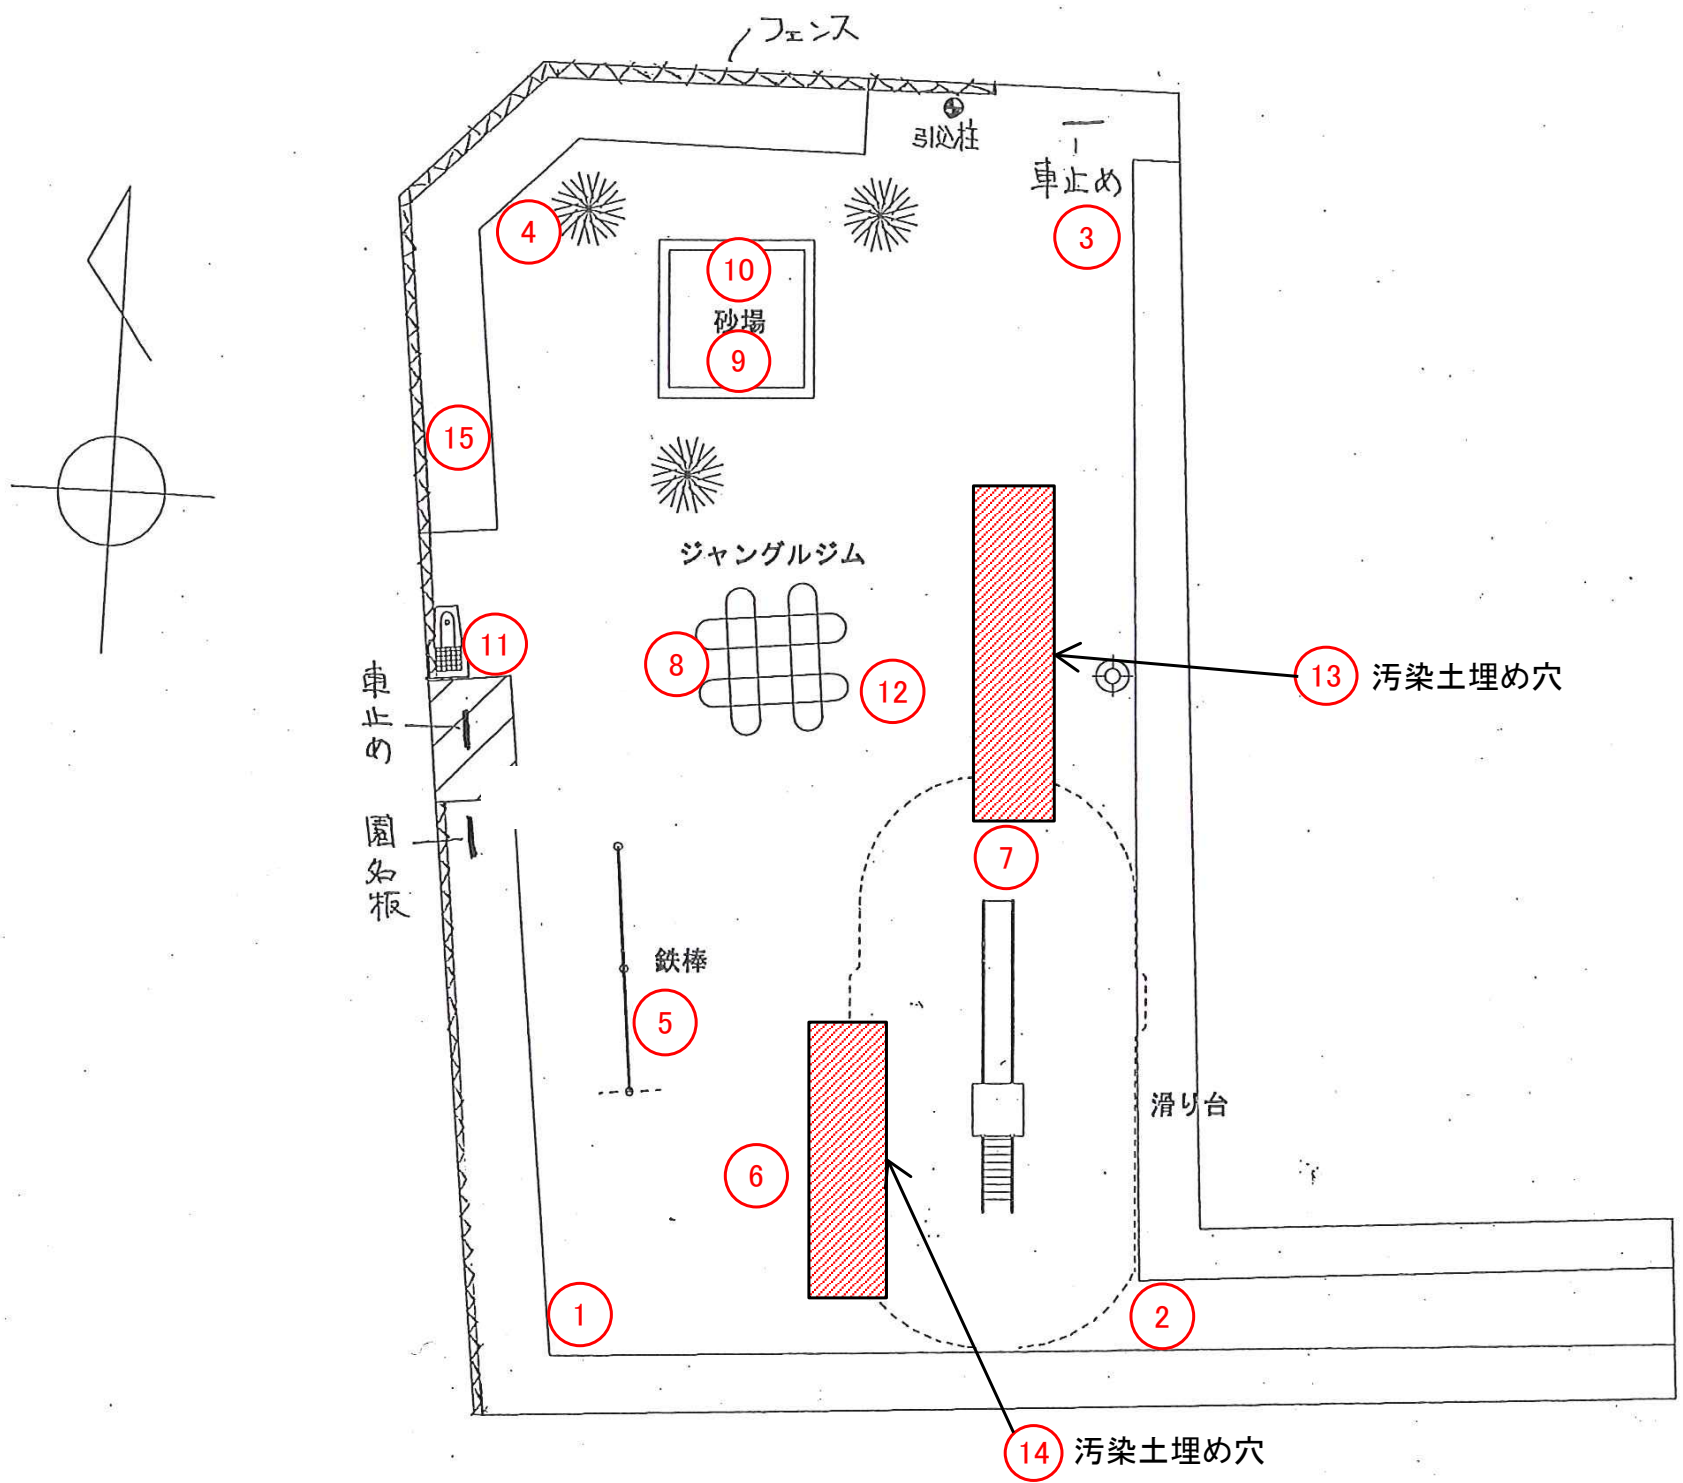 フェンス
引込柱
車止め
4
3
10
砂場
9
15
ジャングルジム
11
8
12
13 汚染土埋め穴
車止め
園名板
7
鉄棒
5
滑り台
6
1
2
14 汚染土埋め穴